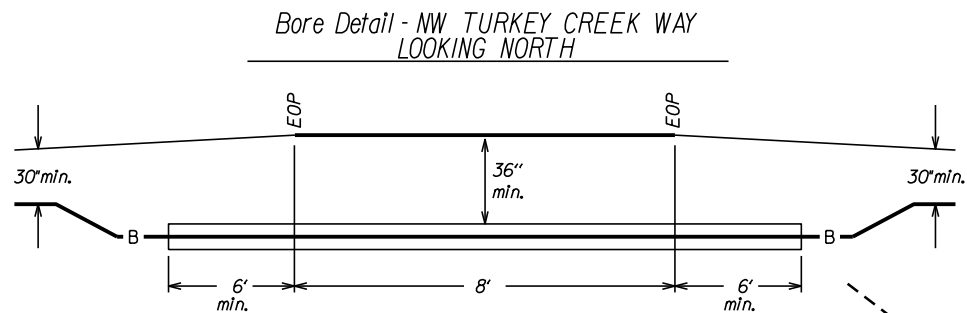 Bore Detail - NW TURKEY CREEK WAY
LOOKING NORTH
EOP
EOP
30"min.
36"
min.
30"min.
B
B
6'
min.
8'
6'
min.